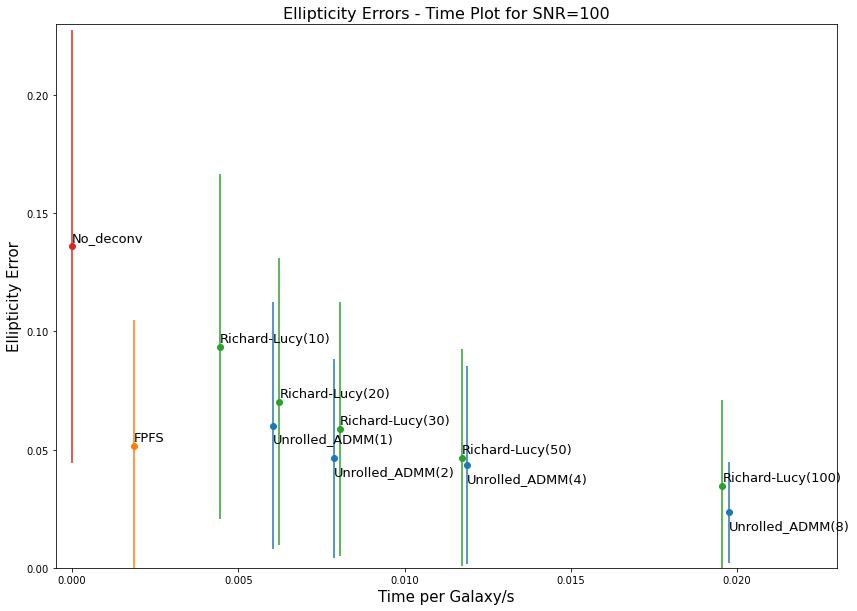 Ellipticity Errors - Time Plot for SNR=100
Ellipticity Error
0.20
0.15
0.10
0.05
0.00
No_deconv
FPFS
Richard-Lucy(10)
Richard-Lucy(20)
Unrolled_ADMM(1)
Richard-Lucy(30)
Unrolled_ADMM(2)
Richard-Lucy(50)
Unrolled_ADMM(4)
Richard-Lucy(100)
Unrolled_ADMM(8)
0.000
0.005
0.010
0.015
0.020
Time per Galaxy/s